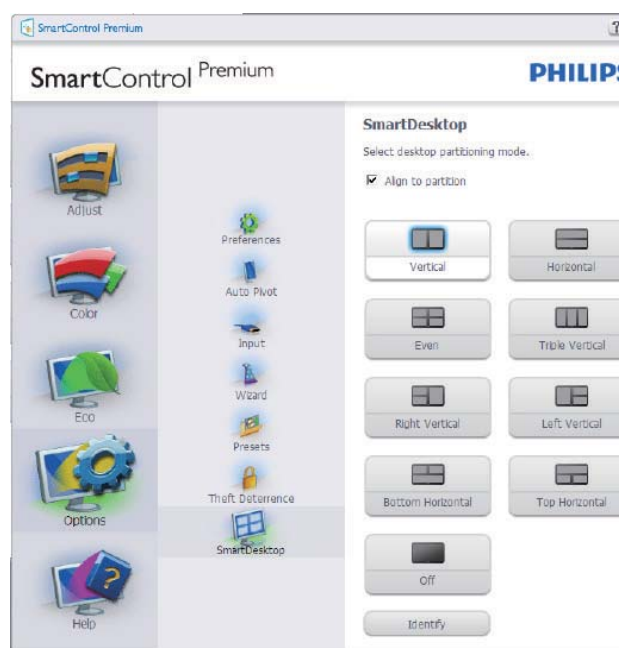 SmartControl Premium
?
SmartControl Premium
PHILIPS
Adjust
Color
Eco
Options
Help
Preferences
Auto Pivot
Input
Wizard
Presets
Theft Deterrence
SmartDesktop
SmartDesktop
Select desktop partitioning mode.
Align to partition
Vertical
Horizontal
Even
Triple Vertical
Right Vertical
Left Vertical
Bottom Horizontal
Top Horizontal
Off
Identify